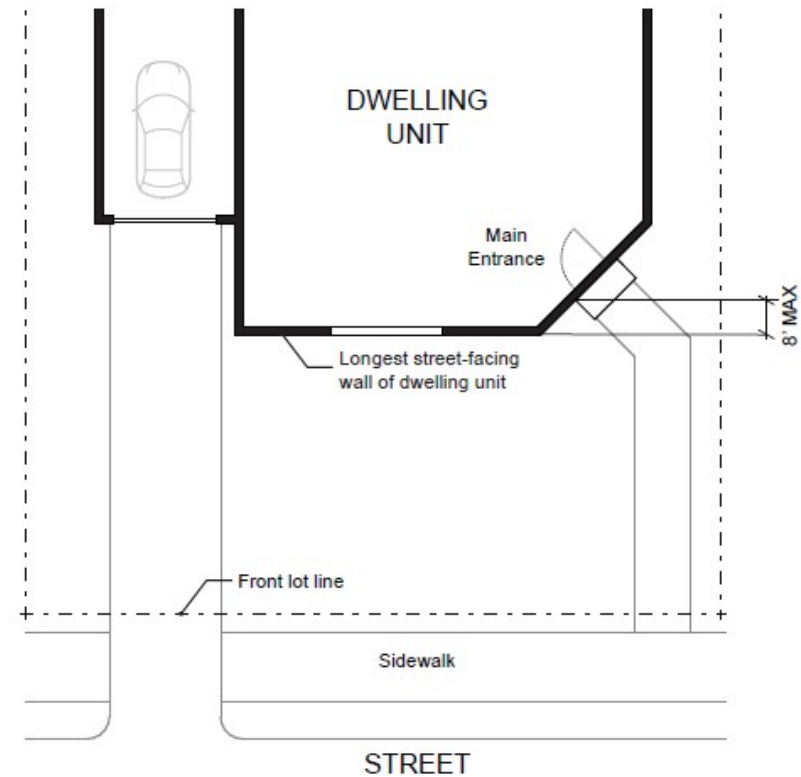 DWELLING
UNIT
Main
Entrance
8' MAX
Longest street-facing
wall of dwelling unit
Front lot line
Sidewalk
STREET